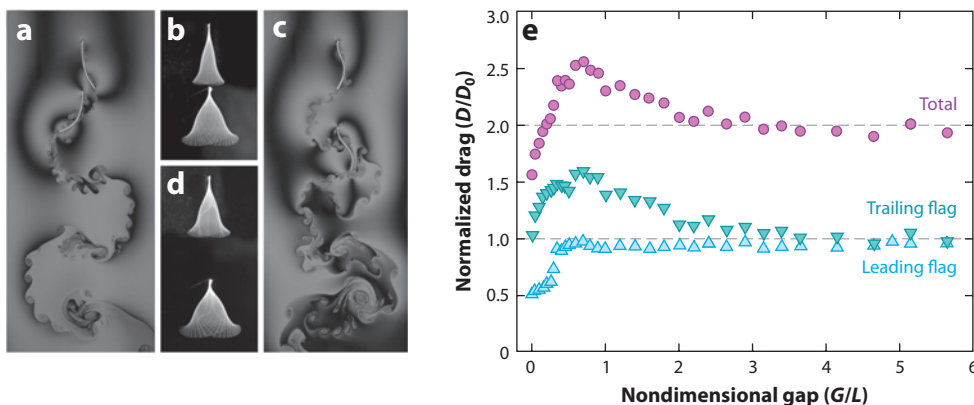 a
b
c
d
e
3.0
2.5
2.0
1.5
1.0
0.5
0
Normalized drag (D/D0)
Total
Trailing flag
Leading flag
0 1 2 3 4 5 6
Nondimensional gap (G/L)